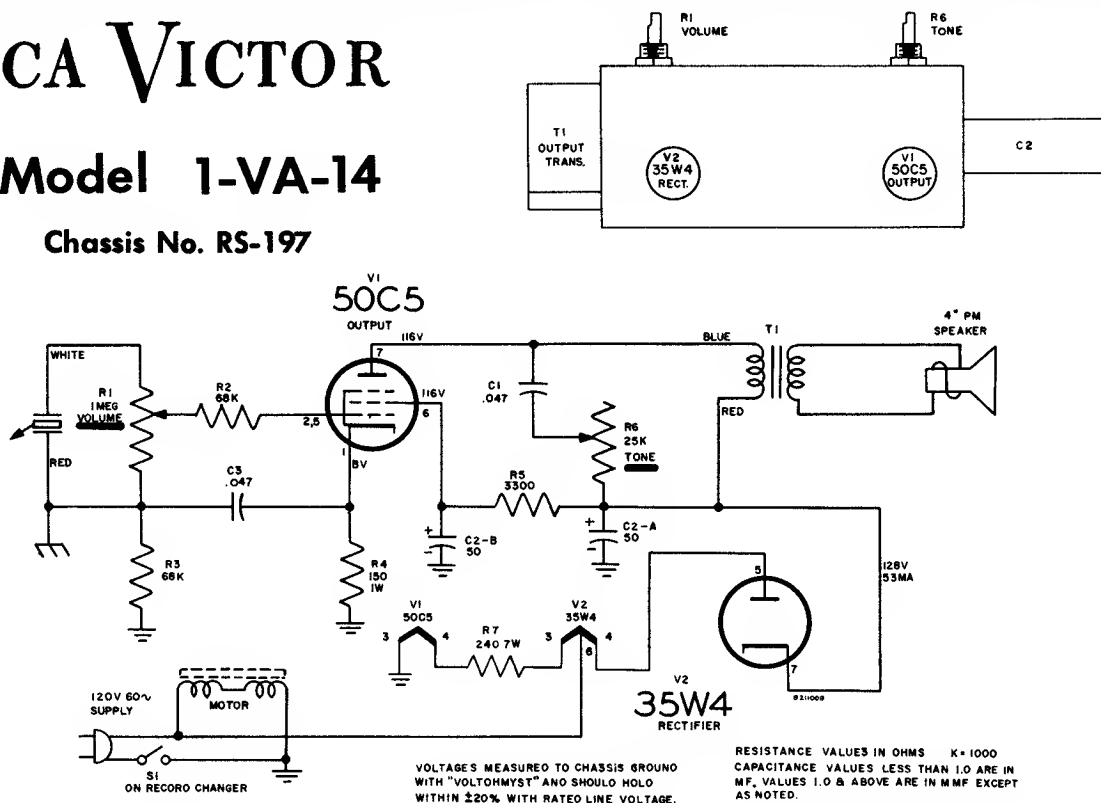 CA VICTOR
Model 1-VA-14
Chassis No. RS-197
R1
VOLUME
R6
TONE
T1
OUTPUT
TRANS.
V2
35W4
RECT.
V1
50C5
OUTPUT
C2
V1
50C5
OUTPUT
116V
7
BLUE
T1
4" PM
SPEAKER
WHITE
R1
1 MEG
VOLUME
R2
68K
2,5
116V
6
C1
.047
RED
R6
25K
TONE
RED
1
8V
C3
.047
R5
3300
C2-B
50
C2-A
50
R3
68K
R4
150
1W
128V
53MA
5
V1
50C5
3
4
R7
240 7W
V2
35W4
3
4
6
7
V2
35W4
RECTIFIER
120V 60~
SUPPLY
MOTOR
S1
ON RECORD CHANGER
VOLTAGES MEASURED TO CHASSIS GROUND
WITH "VOLTOHMYST" AND SHOULD HOLD
WITHIN ±20% WITH RATED LINE VOLTAGE.
RESISTANCE VALUES IN OHMS K=1000
CAPACITANCE VALUES LESS THAN 1.0 ARE IN
MF, VALUES 1.0 & ABOVE ARE IN MMF EXCEPT
AS NOTED.